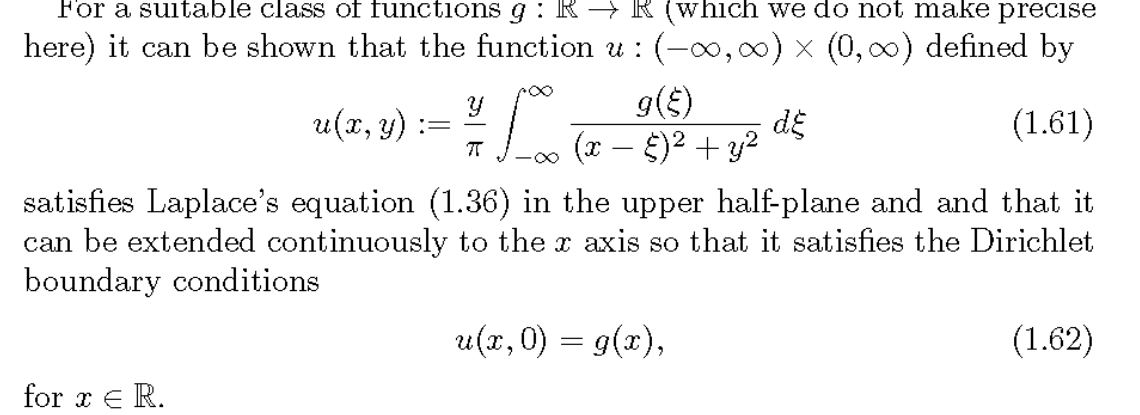 For a suitable class of functions g : ℝ → ℝ (which we do not make precise
here) it can be shown that the function u : (−∞, ∞) × (0, ∞) defined by
u(x, y) := y/π ∫_{−∞}^{∞} g(ξ)/((x − ξ)² + y²) dξ (1.61)
satisfies Laplace's equation (1.36) in the upper half-plane and and that it
can be extended continuously to the x axis so that it satisfies the Dirichlet
boundary conditions
u(x, 0) = g(x), (1.62)
for x ∈ ℝ.